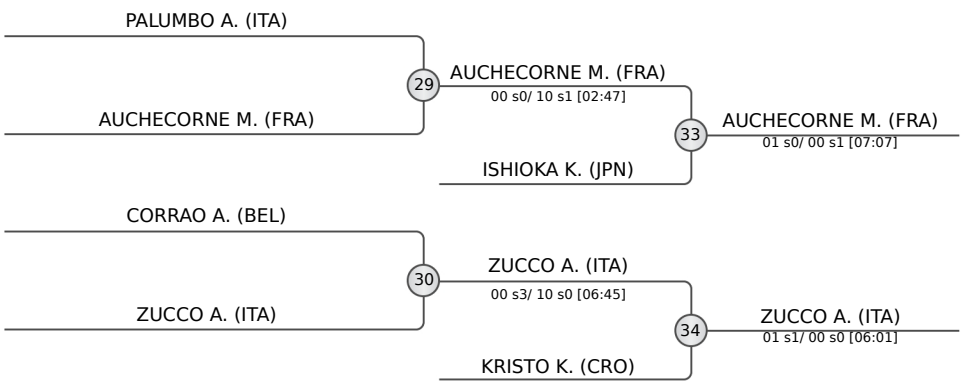 PALUMBO A. (ITA)
29
AUCHECORNE M. (FRA)
00 s0/ 10 s1 [02:47]
AUCHECORNE M. (FRA)
33
AUCHECORNE M. (FRA)
01 s0/ 00 s1 [07:07]
ISHIOKA K. (JPN)
CORRAO A. (BEL)
30
ZUCCO A. (ITA)
00 s3/ 10 s0 [06:45]
ZUCCO A. (ITA)
34
ZUCCO A. (ITA)
01 s1/ 00 s0 [06:01]
KRISTO K. (CRO)